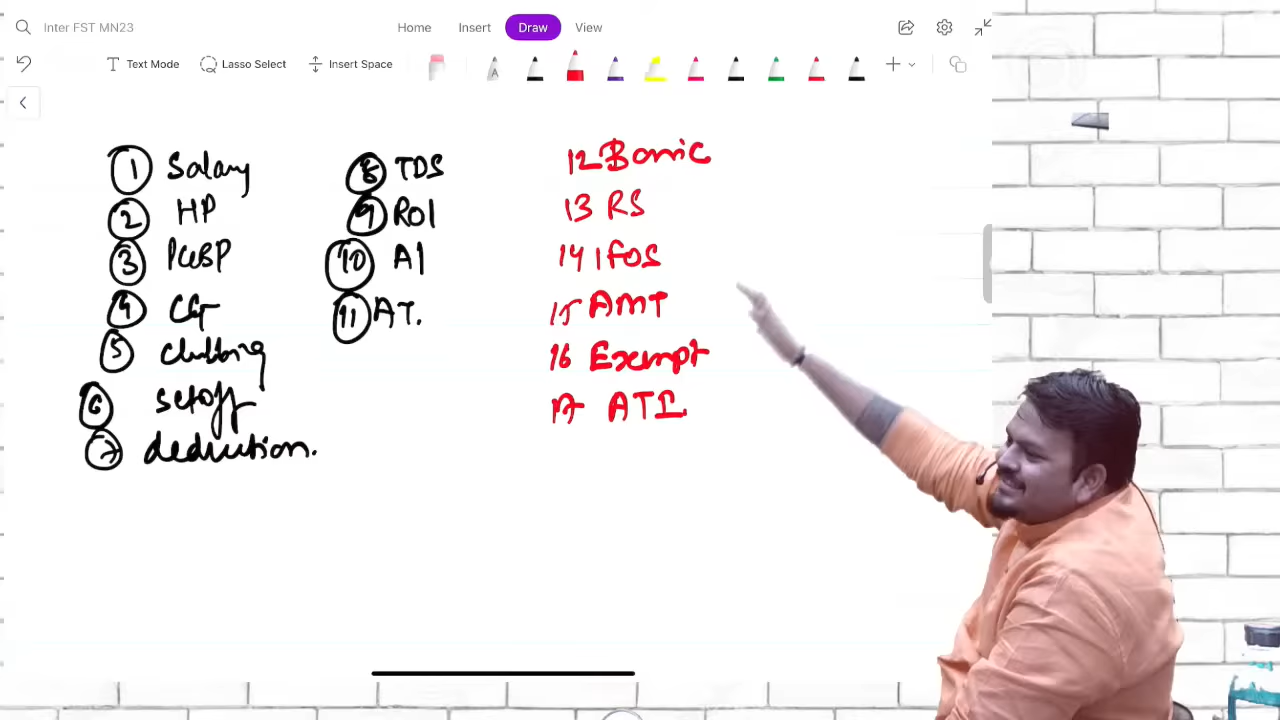 Inter FST MN23
Home Insert Draw View
Text Mode Lasso Select Insert Space
1 Salary
2 HP
3 PGBP
4 CG
5 clubbing
6 setoff
7 deduction.
8 TDS
9 ROI
10 AI
11 AT.
12 Basic
13 RS
14 IFOS
15 AMT
16 Exempt
17 ATI